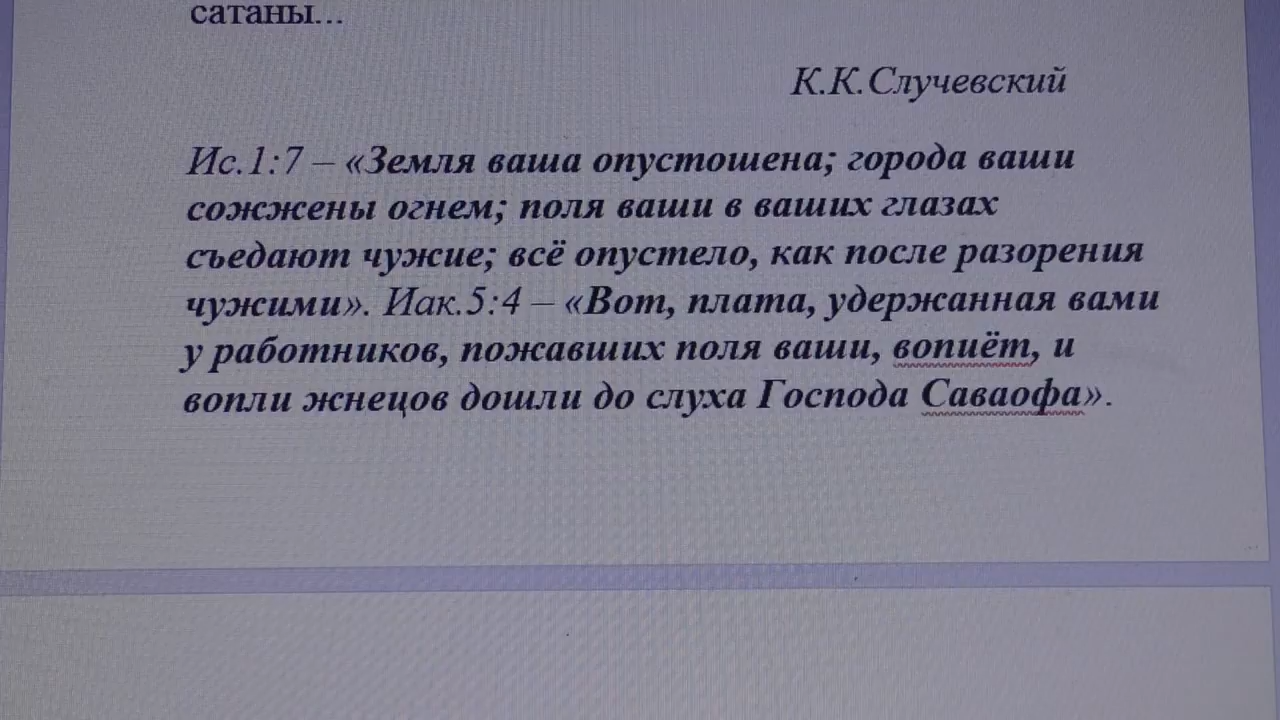 сатаны...
К.К.Случевский
Ис.1:7 – «Земля ваша опустошена; города ваши
сожжены огнем; поля ваши в ваших глазах
съедают чужие; всё опустело, как после разорения
чужими». Иак.5:4 – «Вот, плата, удержанная вами
у работников, пожавших поля ваши, вопиёт, и
вопли жнецов дошли до слуха Господа Саваофа».